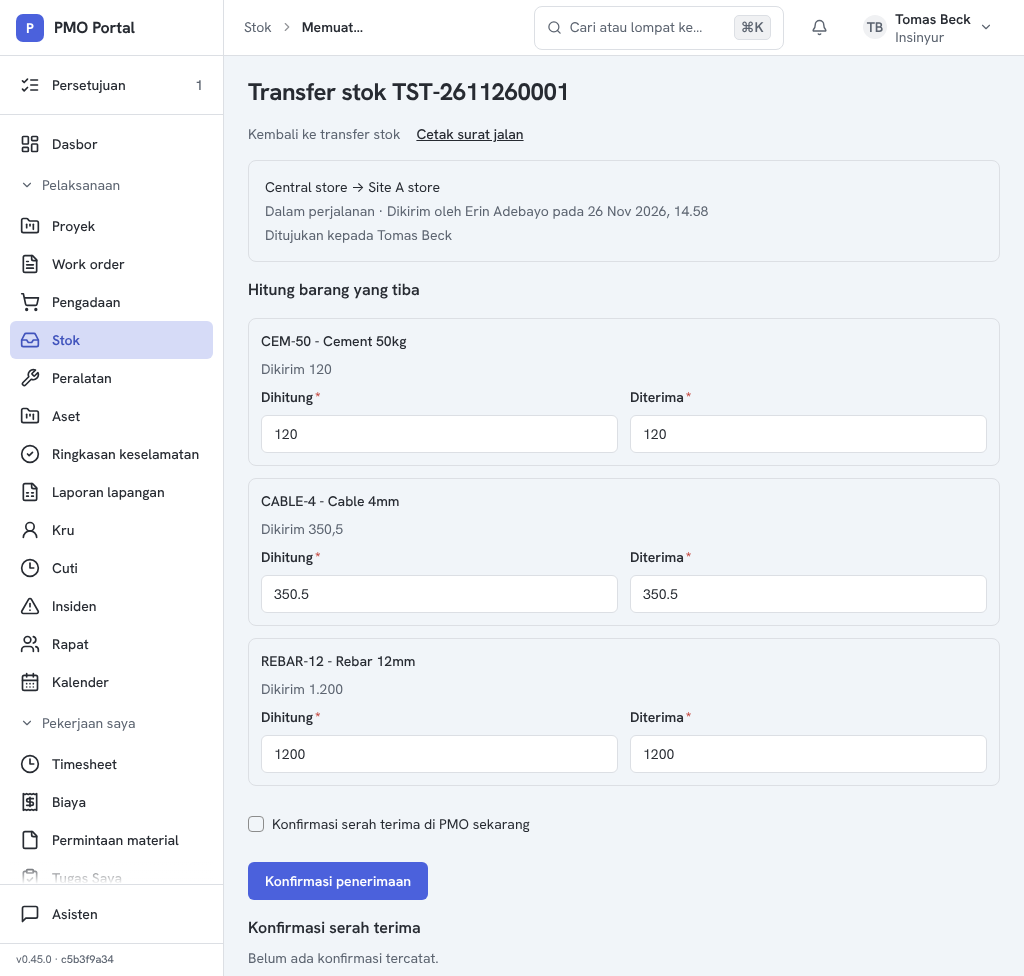 P PMO Portal
Persetujuan 1
Dasbor
Pelaksanaan
Proyek
Work order
Pengadaan
Stok
Peralatan
Aset
Ringkasan keselamatan
Laporan lapangan
Kru
Cuti
Insiden
Rapat
Kalender
Pekerjaan saya
Timesheet
Biaya
Permintaan material
Tugas Saya
Asisten
v0.45.0 · c5b3f9a34
Stok > Memuat...
Cari atau lompat ke... ⌘K
TB Tomas Beck
Insinyur
Transfer stok TST-2611260001
Kembali ke transfer stok Cetak surat jalan
Central store → Site A store
Dalam perjalanan · Dikirim oleh Erin Adebayo pada 26 Nov 2026, 14.58
Ditujukan kepada Tomas Beck
Hitung barang yang tiba
CEM-50 - Cement 50kg
Dikirim 120
Dihitung* Diterima*
120 120
CABLE-4 - Cable 4mm
Dikirim 350,5
Dihitung* Diterima*
350.5 350.5
REBAR-12 - Rebar 12mm
Dikirim 1.200
Dihitung* Diterima*
1200 1200
Konfirmasi serah terima di PMO sekarang
Konfirmasi penerimaan
Konfirmasi serah terima
Belum ada konfirmasi tercatat.